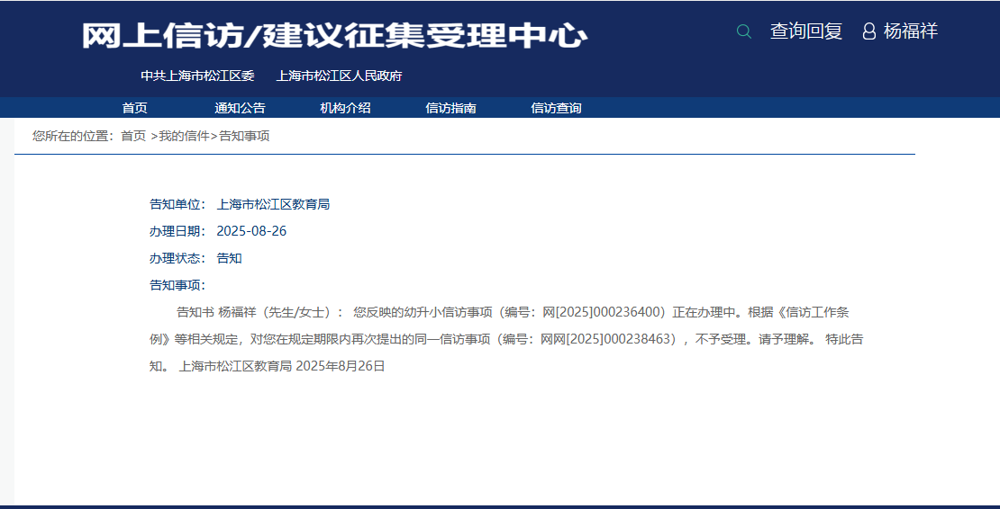 网上信访/建议征集受理中心
查询回复 杨福祥
中共上海市松江区委 上海市松江区人民政府
首页 通知公告 机构介绍 信访指南 信访查询
您所在的位置：首页 >我的信件>告知事项
告知单位： 上海市松江区教育局
办理日期： 2025-08-26
办理状态： 告知
告知事项：
告知书 杨福祥（先生/女士）： 您反映的幼升小信访事项（编号：网[2025]000236400）正在办理中。根据《信访工作条
例》等相关规定，对您在规定期限内再次提出的同一信访事项（编号：网网[2025]000238463），不予受理。请予理解。 特此告
知。 上海市松江区教育局 2025年8月26日